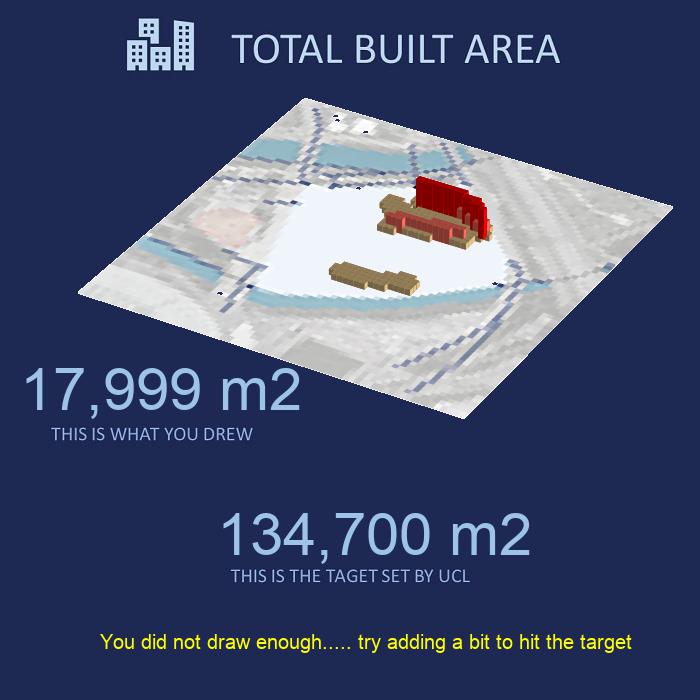 TOTAL BUILT AREA
17,999 m2
THIS IS WHAT YOU DREW
134,700 m2
THIS IS THE TAGET SET BY UCL
You did not draw enough..... try adding a bit to hit the target